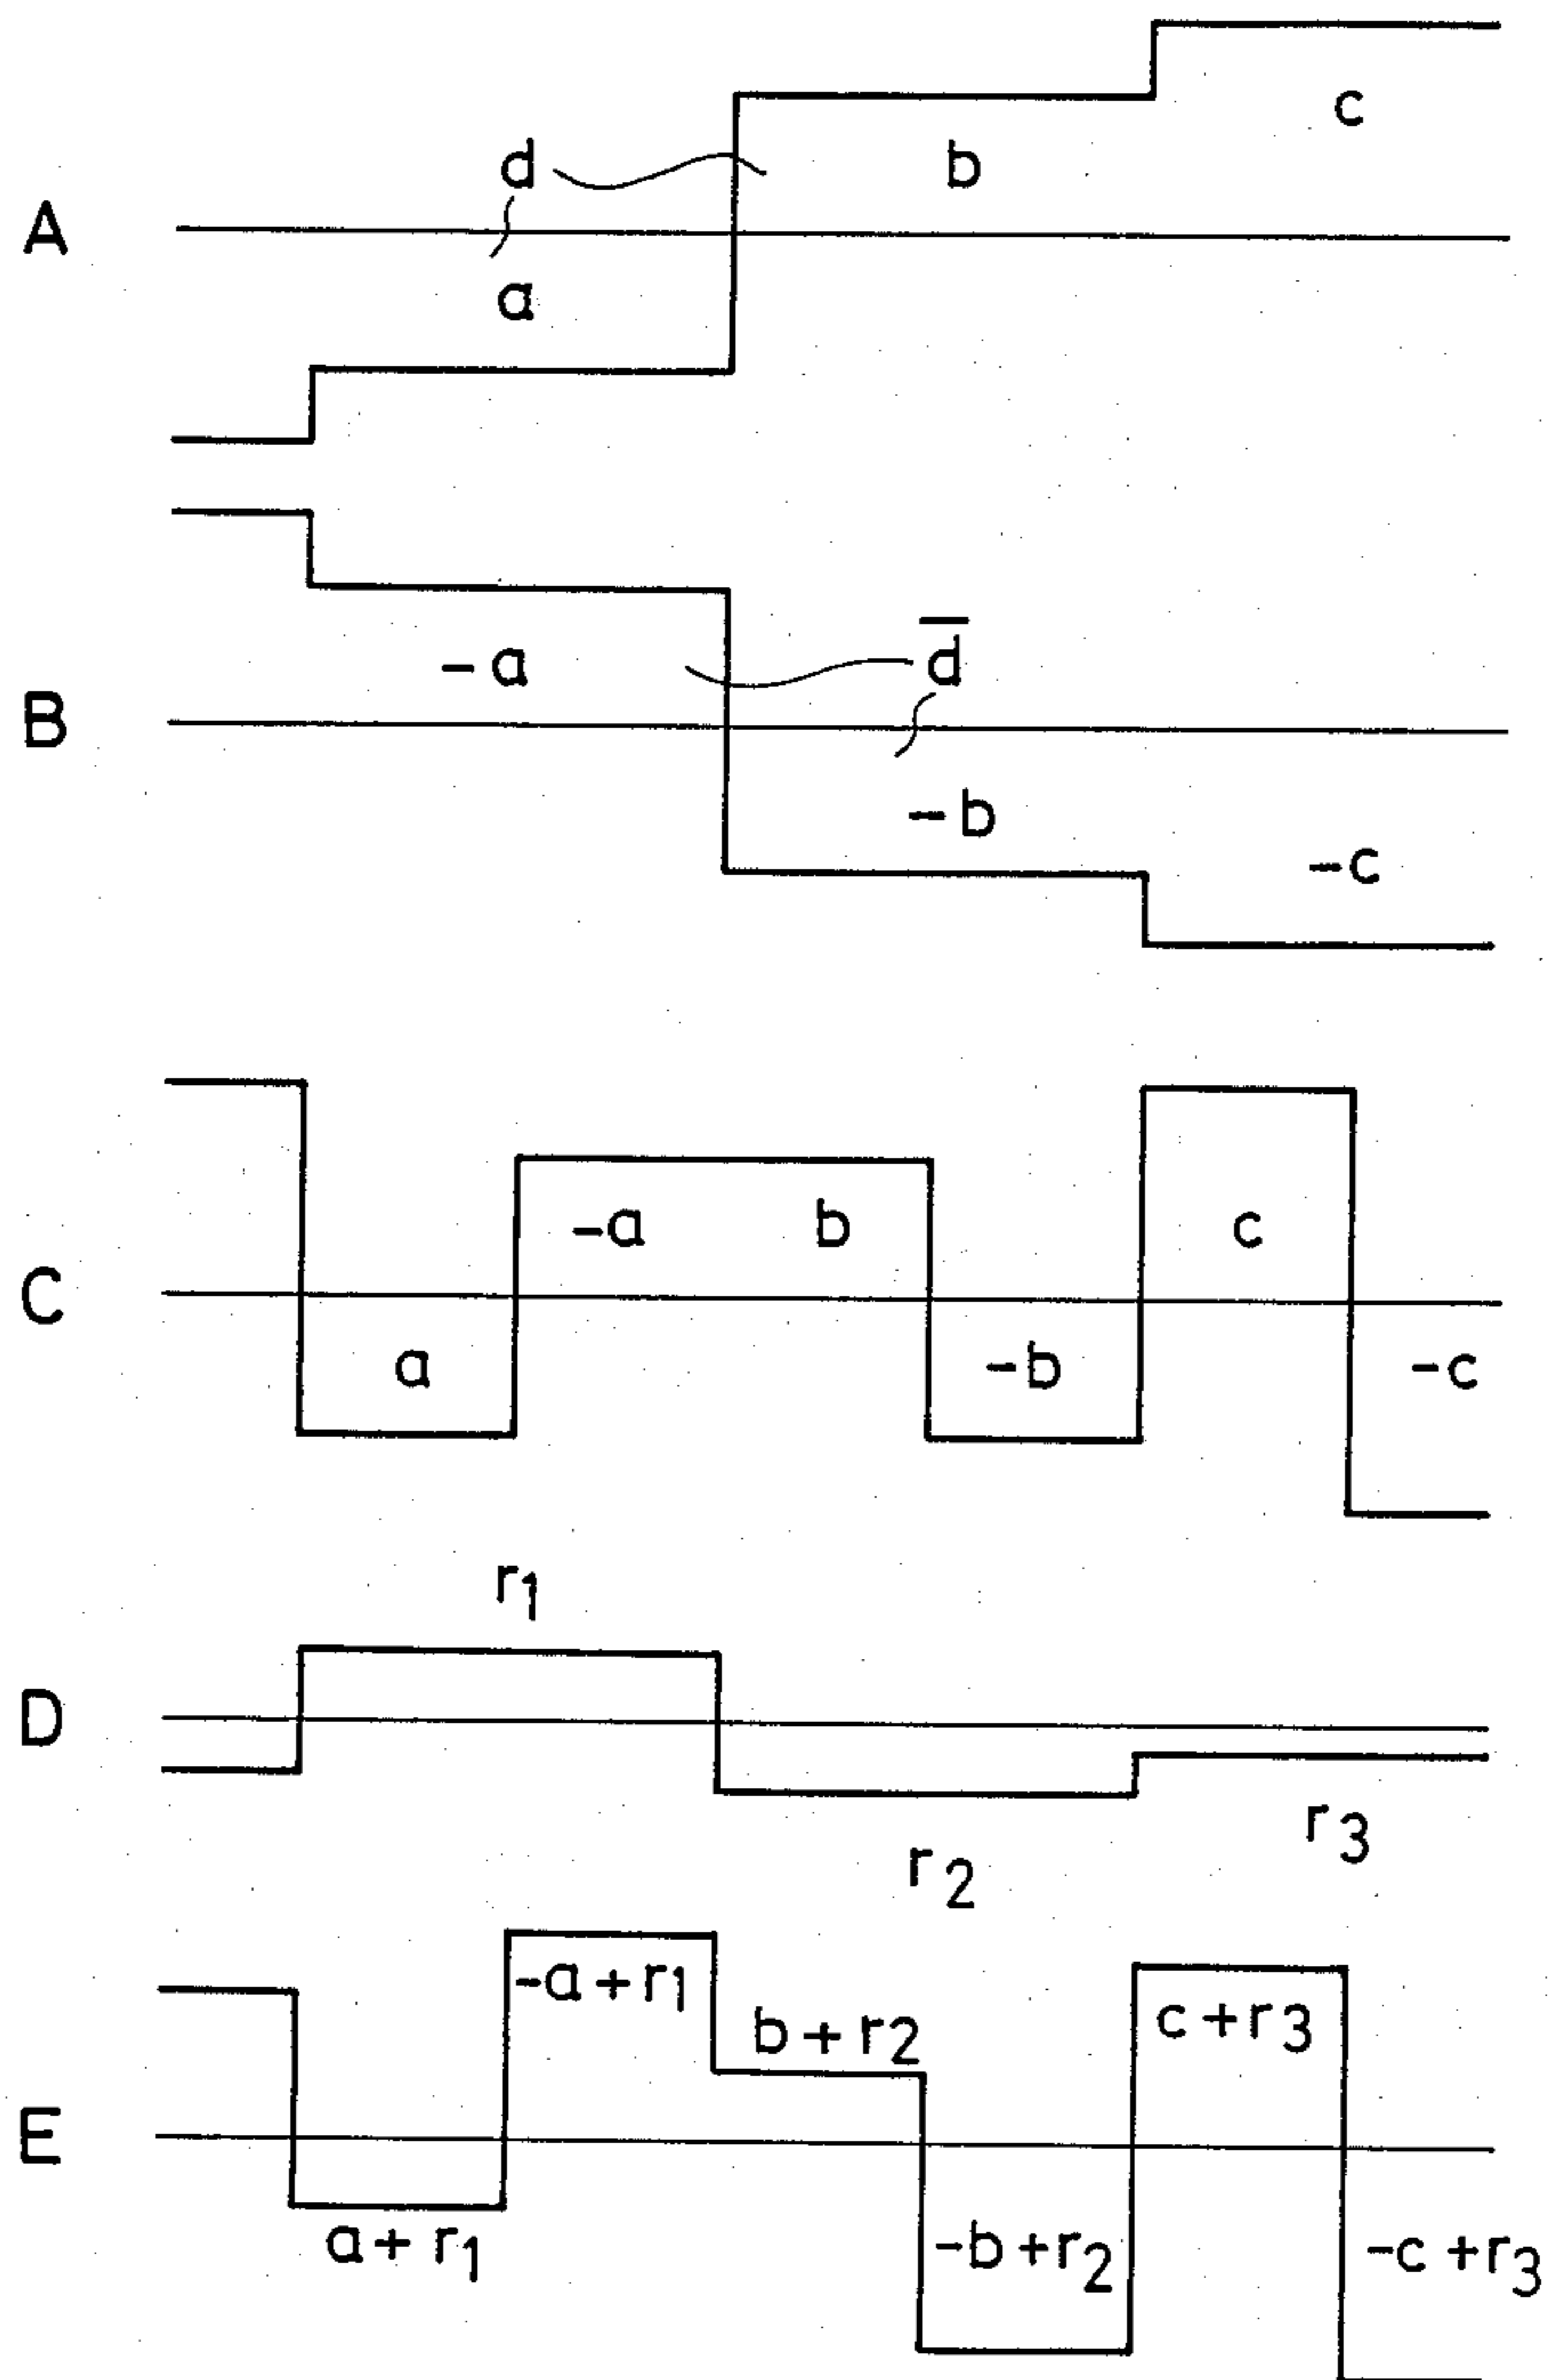 c
d b
A
a
d̅
-a
B
-b
-c
-a b c
C
a -b -c
r1
D
r3
r2
-a+r1
b+r2 c+r3
E
a+r1 -b+r2 -c+r3